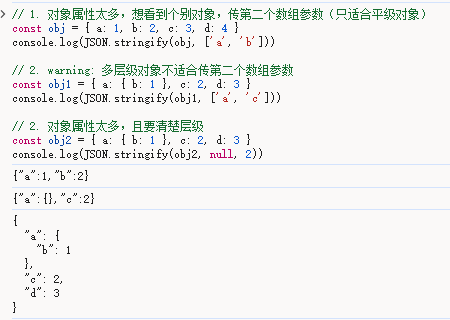 // 1. 对象属性太多，想看到个别对象，传第二个数组参数（只适合平级对象）
const obj = { a: 1, b: 2, c: 3, d: 4 }
console.log(JSON.stringify(obj, ['a', 'b']))
// 2. warning: 多层级对象不适合传第二个数组参数
const obj1 = { a: { b: 1 }, c: 2, d: 3 }
console.log(JSON.stringify(obj1, ['a', 'c']))
// 2. 对象属性太多，且要清楚层级
const obj2 = { a: { b: 1 }, c: 2, d: 3 }
console.log(JSON.stringify(obj2, null, 2))
{"a":1,"b":2}
{"a":{},"c":2}
{
  "a": {
    "b": 1
  },
  "c": 2,
  "d": 3
}